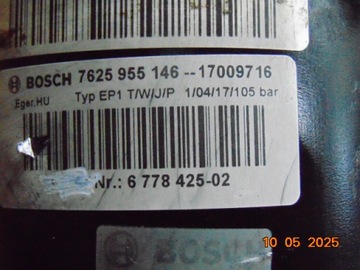 BOSCH 7625 955 146--17009716
Eger.HU Typ EP1 T/W/J/P 1/04/17/105 bar
Nr.: 6 778 425-02
BOSCH
10 05 2025